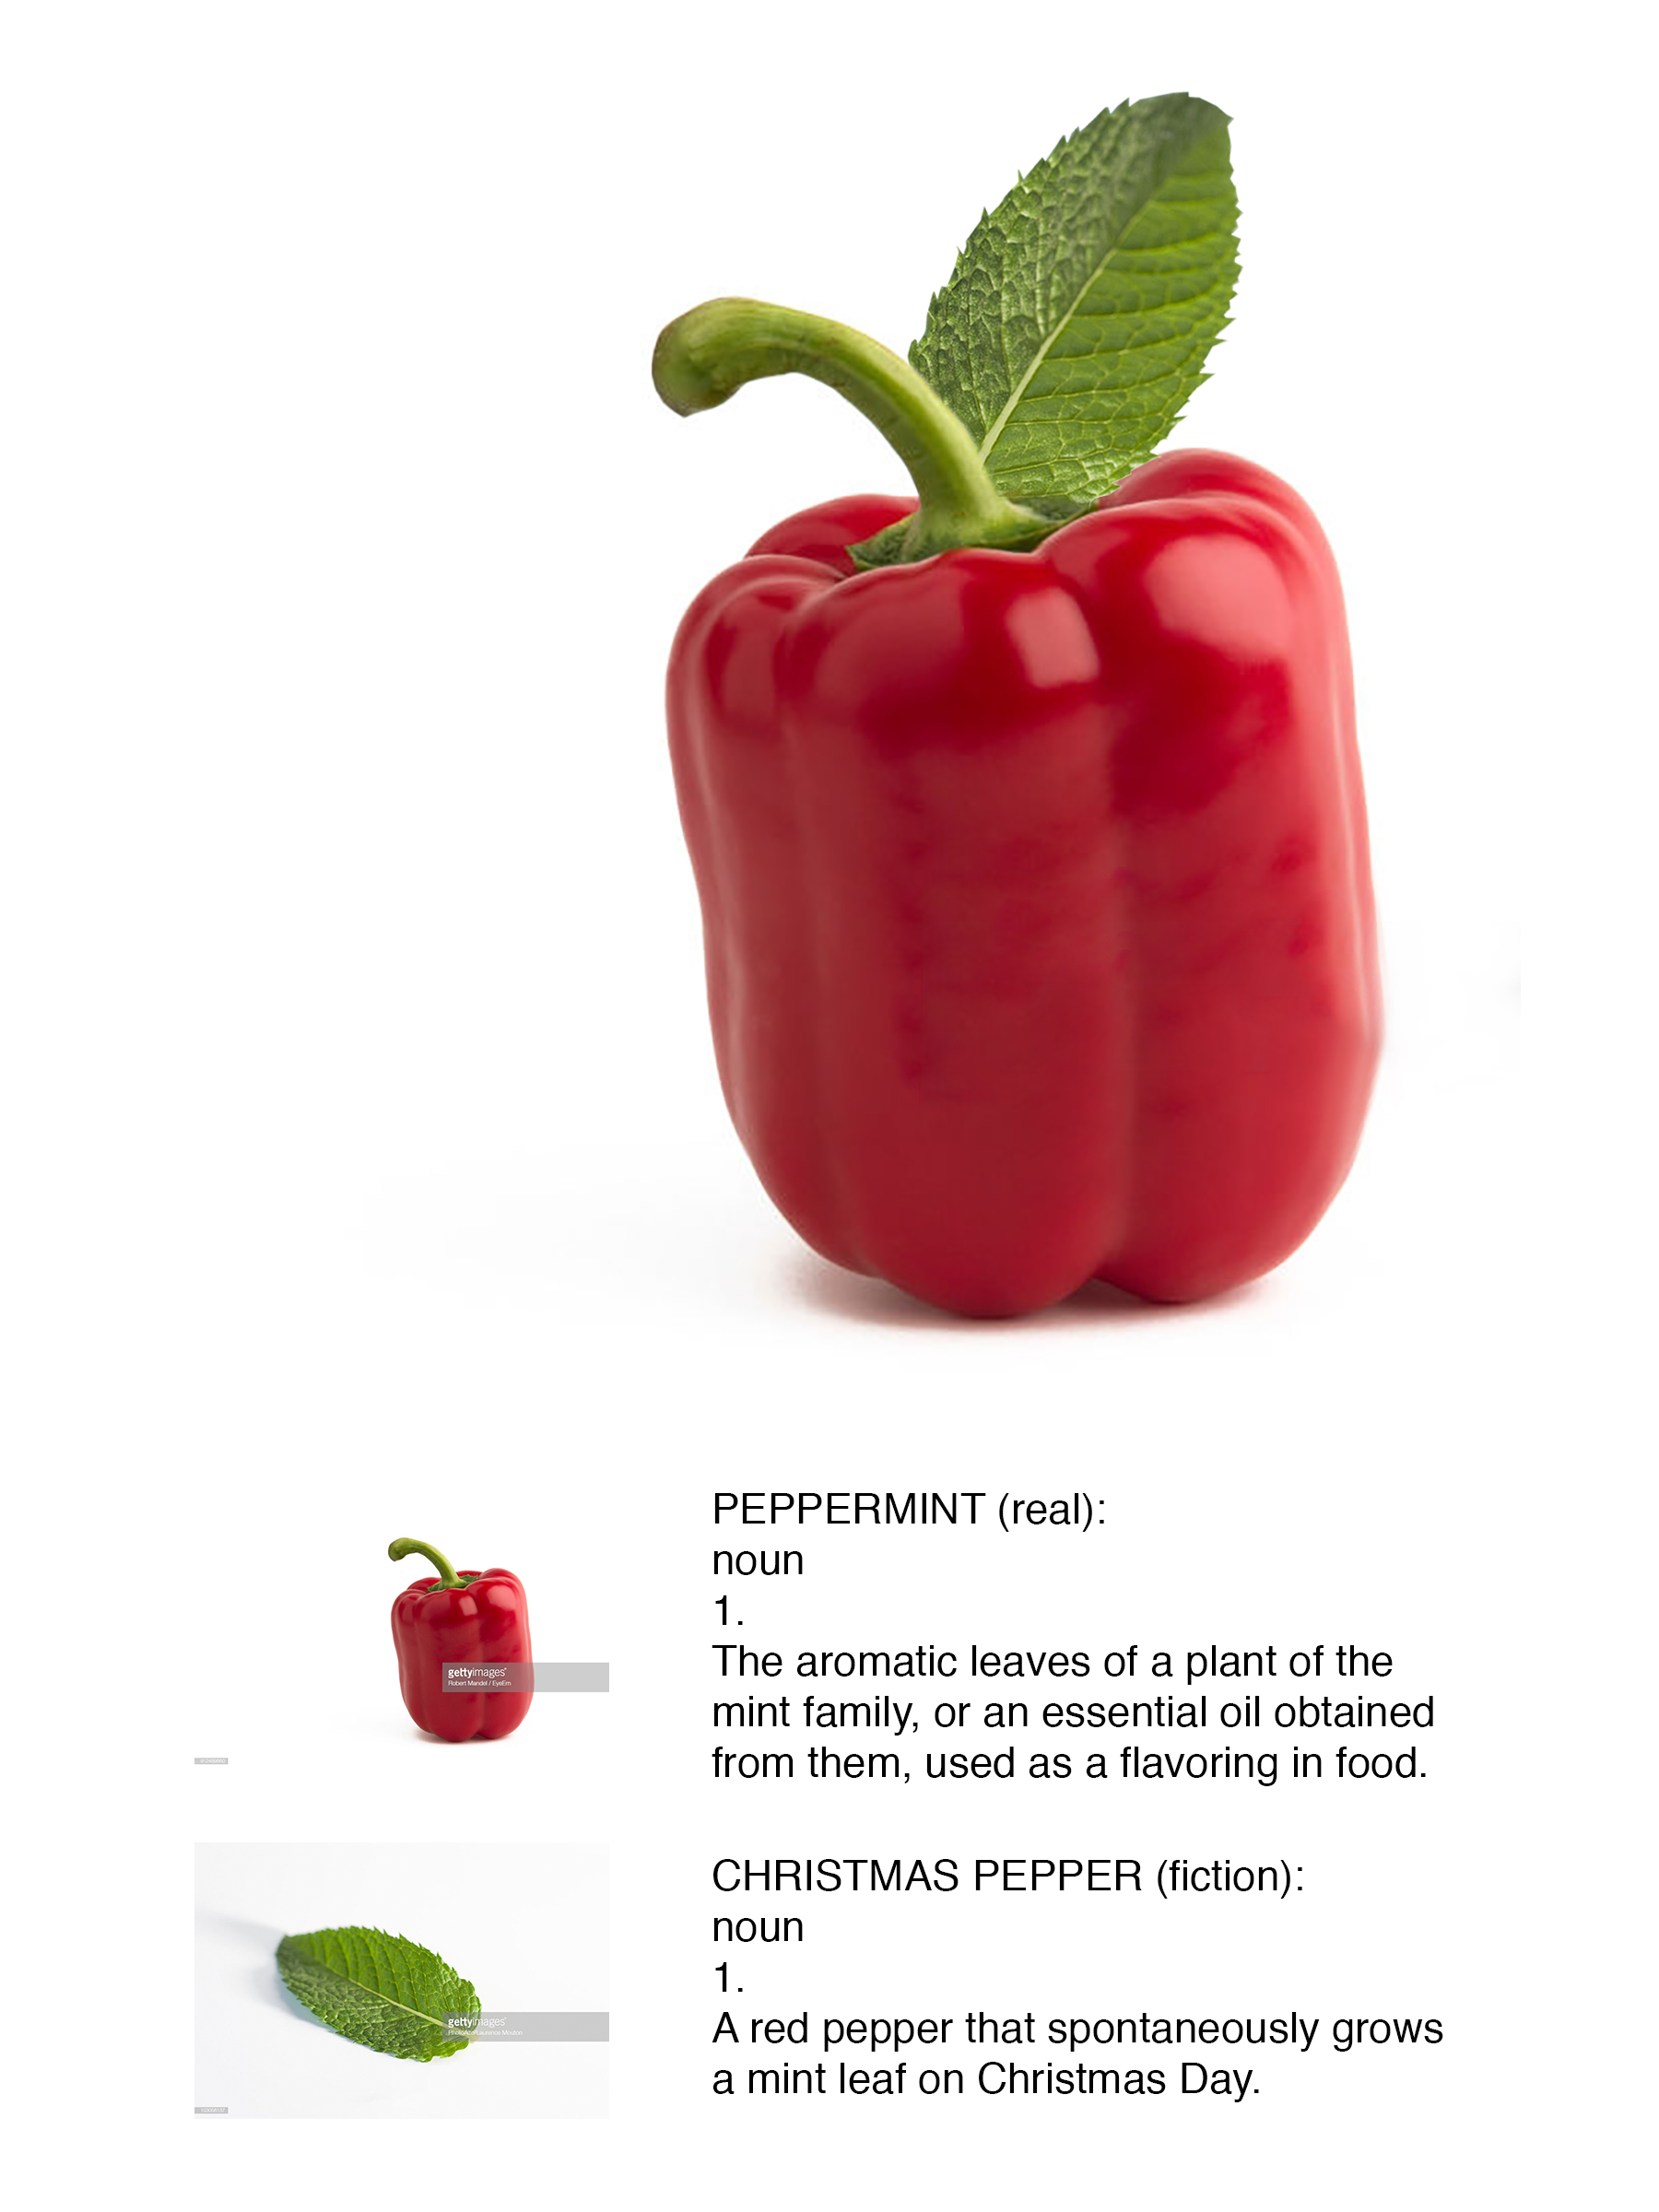 PEPPERMINT (real):
noun
1.
The aromatic leaves of a plant of the
mint family, or an essential oil obtained
from them, used as a flavoring in food.
gettyimages®
Robert Mandel / EyeEm
CHRISTMAS PEPPER (fiction):
noun
1.
A red pepper that spontaneously grows
a mint leaf on Christmas Day.
gettyimages®